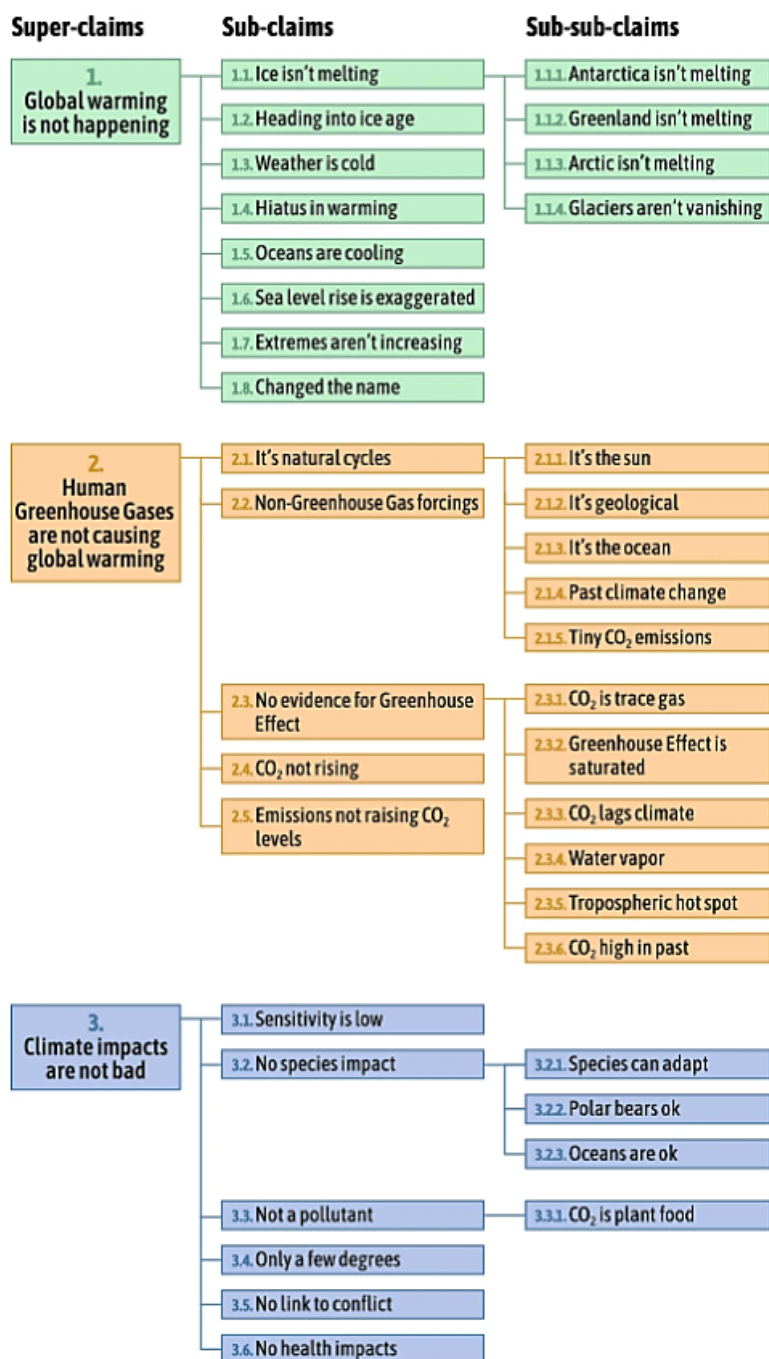 Super-claims
Sub-claims
Sub-sub-claims
1.
Global warming
is not happening
1.1. Ice isn't melting
1.1.1. Antarctica isn't melting
1.1.2. Greenland isn't melting
1.1.3. Arctic isn't melting
1.1.4. Glaciers aren't vanishing
1.2. Heading into ice age
1.3. Weather is cold
1.4. Hiatus in warming
1.5. Oceans are cooling
1.6. Sea level rise is exaggerated
1.7. Extremes aren't increasing
1.8. Changed the name
2.
Human
Greenhouse Gases
are not causing
global warming
2.1. It's natural cycles
2.1.1. It's the sun
2.1.2. It's geological
2.1.3. It's the ocean
2.1.4. Past climate change
2.1.5. Tiny CO₂ emissions
2.2. Non-Greenhouse Gas forcings
2.3. No evidence for Greenhouse
Effect
2.3.1. CO₂ is trace gas
2.3.2. Greenhouse Effect is
saturated
2.3.3. CO₂ lags climate
2.3.4. Water vapor
2.3.5. Tropospheric hot spot
2.3.6. CO₂ high in past
2.4. CO₂ not rising
2.5. Emissions not raising CO₂
levels
3.
Climate impacts
are not bad
3.1. Sensitivity is low
3.2. No species impact
3.2.1. Species can adapt
3.2.2. Polar bears ok
3.2.3. Oceans are ok
3.3. Not a pollutant
3.3.1. CO₂ is plant food
3.4. Only a few degrees
3.5. No link to conflict
3.6. No health impacts